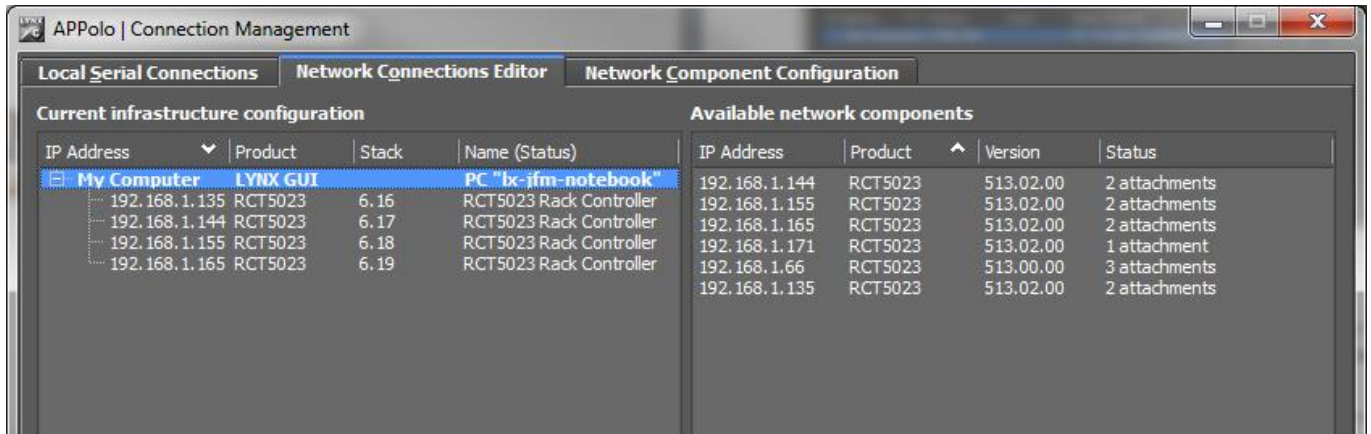 APPolo | Connection Management
Local Serial Connections Network Connections Editor Network Component Configuration
Current infrastructure configuration
IP Address Product Stack Name (Status)
My Computer LYNX GUI PC "lx-jfm-notebook"
192.168.1.135 RCT5023 6.16 RCT5023 Rack Controller
192.168.1.144 RCT5023 6.17 RCT5023 Rack Controller
192.168.1.155 RCT5023 6.18 RCT5023 Rack Controller
192.168.1.165 RCT5023 6.19 RCT5023 Rack Controller
Available network components
IP Address Product Version Status
192.168.1.144 RCT5023 513.02.00 2 attachments
192.168.1.155 RCT5023 513.02.00 2 attachments
192.168.1.165 RCT5023 513.02.00 2 attachments
192.168.1.171 RCT5023 513.02.00 1 attachment
192.168.1.66 RCT5023 513.00.00 3 attachments
192.168.1.135 RCT5023 513.02.00 2 attachments